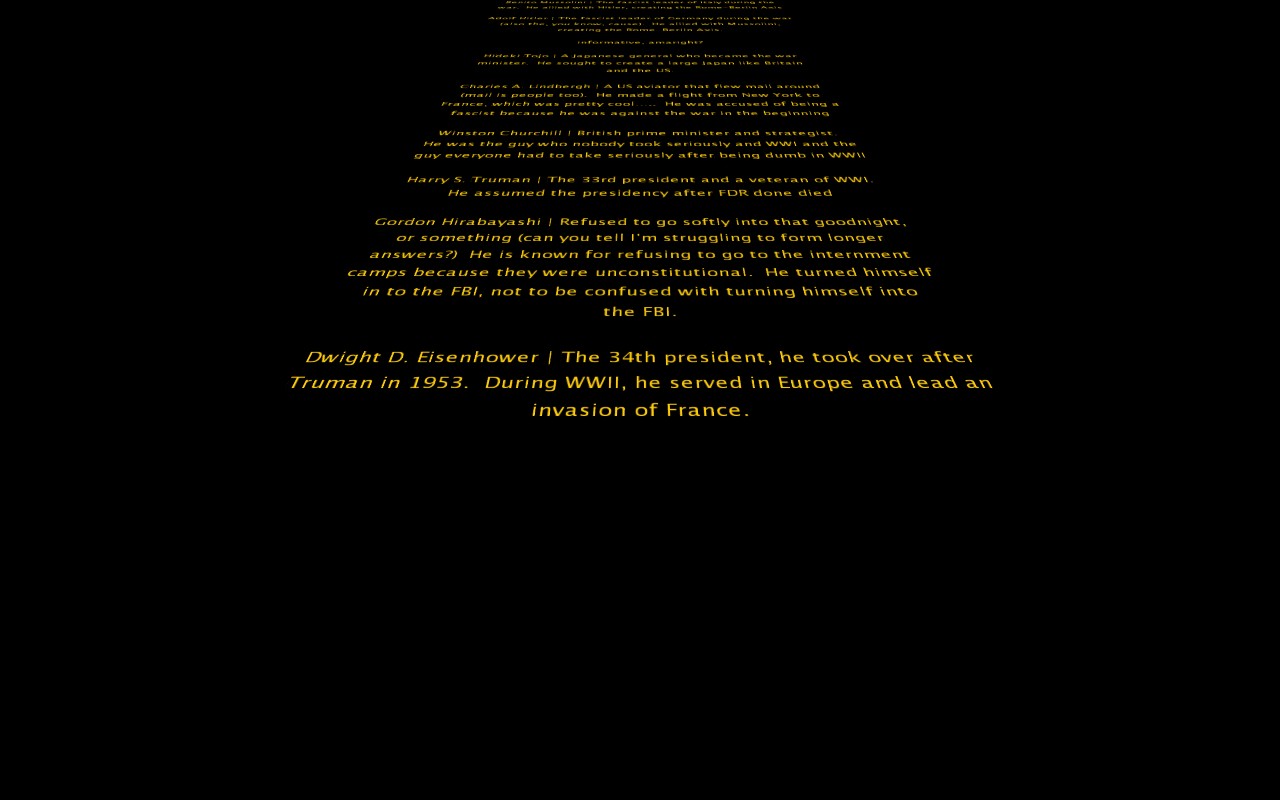 Benito Mussolini | The fascist leader of Italy during the
war. He allied with Hitler, creating the Rome-Berlin Axis
Adolf Hitler | The fascist leader of Germany during the war
(also the, you know, cause). He allied with Mussolini,
creating the Rome-Berlin Axis.
informative, amaright?
Hideki Tojo | A Japanese general who became the war
minister. He sought to create a large Japan like Britain
and the US.
Charles A. Lindbergh | A US aviator that flew mail around
(mail is people too). He made a flight from New York to
France, which was pretty cool..... He was accused of being a
fascist because he was against the war in the beginning
Winston Churchill | British prime minister and strategist.
He was the guy who nobody took seriously and WWI and the
guy everyone had to take seriously after being dumb in WWII
Harry S. Truman | The 33rd president and a veteran of WWI.
He assumed the presidency after FDR done died
Gordon Hirabayashi | Refused to go softly into that goodnight,
or something (can you tell I'm struggling to form longer
answers?) He is known for refusing to go to the internment
camps because they were unconstitutional. He turned himself
in to the FBI, not to be confused with turning himself into
the FBI.
Dwight D. Eisenhower | The 34th president, he took over after
Truman in 1953. During WWII, he served in Europe and lead an
invasion of France.